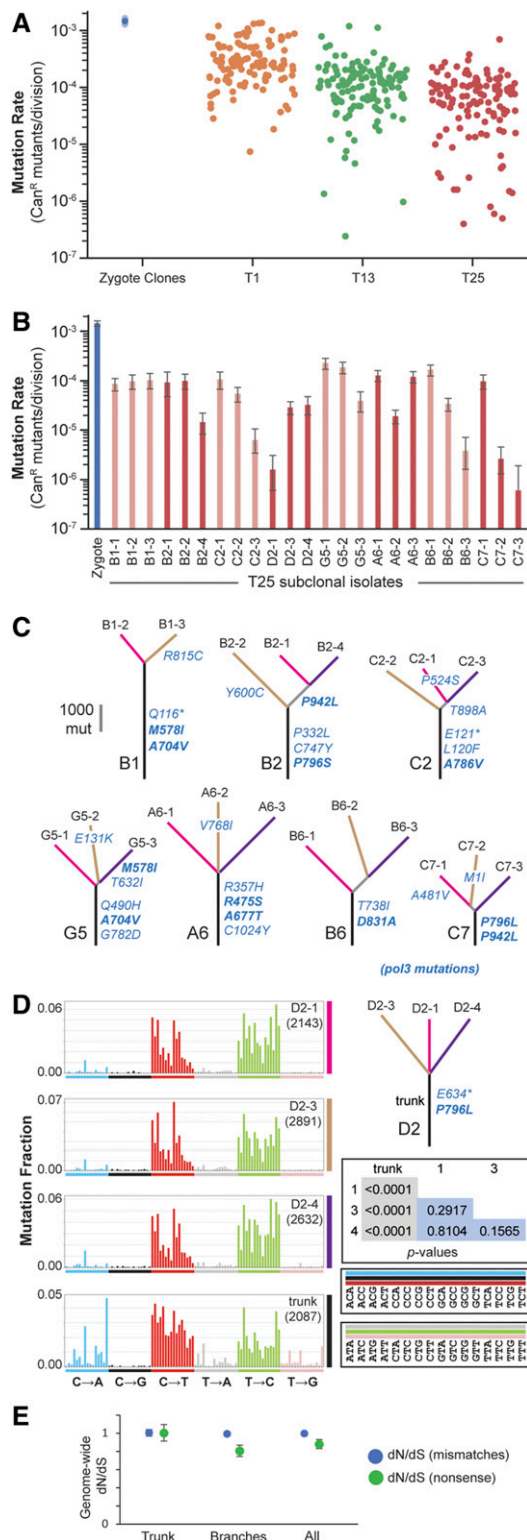 A
Mutation Rate
(CanR mutants/division)
10-3
10-4
10-5
10-6
10-7
Zygote Clones
T1
T13
T25
B
Mutation Rate
(CanR mutants/division)
10-3
10-4
10-5
10-6
10-7
Zygote
B1-1
B1-2
B1-3
B2-1
B2-2
B2-4
C2-1
C2-2
C2-3
D2-1
D2-3
D2-4
G5-1
G5-2
G5-3
A6-1
A6-2
A6-3
B6-1
B6-2
B6-3
C7-1
C7-2
C7-3
T25 subclonal isolates
C
1000
mut
B1-2
B1-3
R815C
Q116*
M578I
A704V
B1
B2-2
B2-1
B2-4
Y600C
P942L
P332L
C747Y
P796S
B2
C2-2
C2-1
C2-3
P524S
T898A
E121*
L120F
A786V
C2
G5-1
G5-2
G5-3
E131K
M578I
T632I
Q490H
A704V
G782D
G5
A6-1
A6-2
A6-3
V768I
R357H
R475S
A677T
C1024Y
A6
B6-1
B6-2
B6-3
T738I
D831A
B6
C7-1
C7-2
C7-3
M1I
A481V
P796L
P942L
C7
(pol3 mutations)
D
Mutation Fraction
0.06
0.00
D2-1
(2143)
0.07
0.00
D2-3
(2891)
0.06
0.00
D2-4
(2632)
0.05
0.00
trunk
(2087)
C→A
C→G
C→T
T→A
T→C
T→G
D2-3
D2-1
D2-4
trunk
E634*
P796L
D2
trunk 1 3
1 <0.0001
3 <0.0001 0.2917
4 <0.0001 0.8104 0.1565
p-values
ACA ACC ACG ACT CCA CCC CCG CCT GCA GCC GCG GCT TCA TCC TCG TCT
ATA ATC ATG ATT CTA CTC CTG CTT GTA GTC GTG GTT TTA TTC TTG TTT
E
Genome-wide
dN/dS
1
0
Trunk
Branches
All
dN/dS (mismatches)
dN/dS (nonsense)